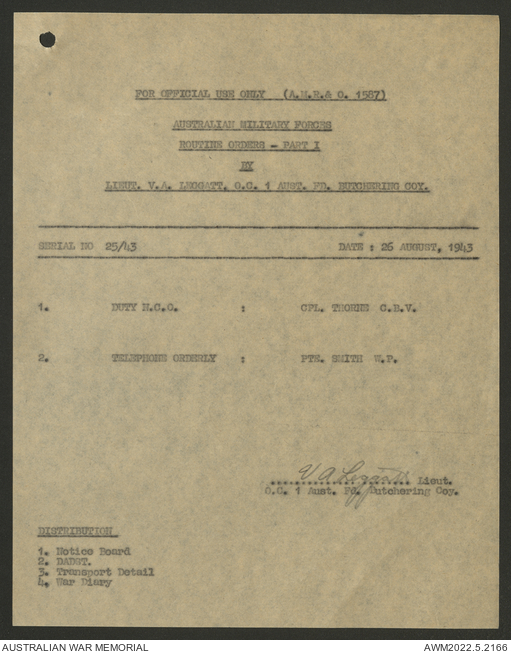 FOR OFFICIAL USE ONLY (A.M.R.& O. 1587)
AUSTRALIAN MILITARY FORCES
ROUTINE ORDERS - PART I
BY
LIEUT. V.A. LEGGATT, O.C. 1 AUST. FD. BUTCHERING COY.
SERIAL NO 25/43 DATE : 26 AUGUST, 1943
1. DUTY N.C.O. : CPL. THORNE C.B.V.
2. TELEPHONE ORDERLY : PTE. SMITH W.P.
V A Leggatt Lieut.
O.C. 1 Aust. Fd. Butchering Coy.
DISTRIBUTION
1. Notice Board
2. DADST.
3. Transport Detail
4. War Diary
AUSTRALIAN WAR MEMORIAL AWM2022.5.2166